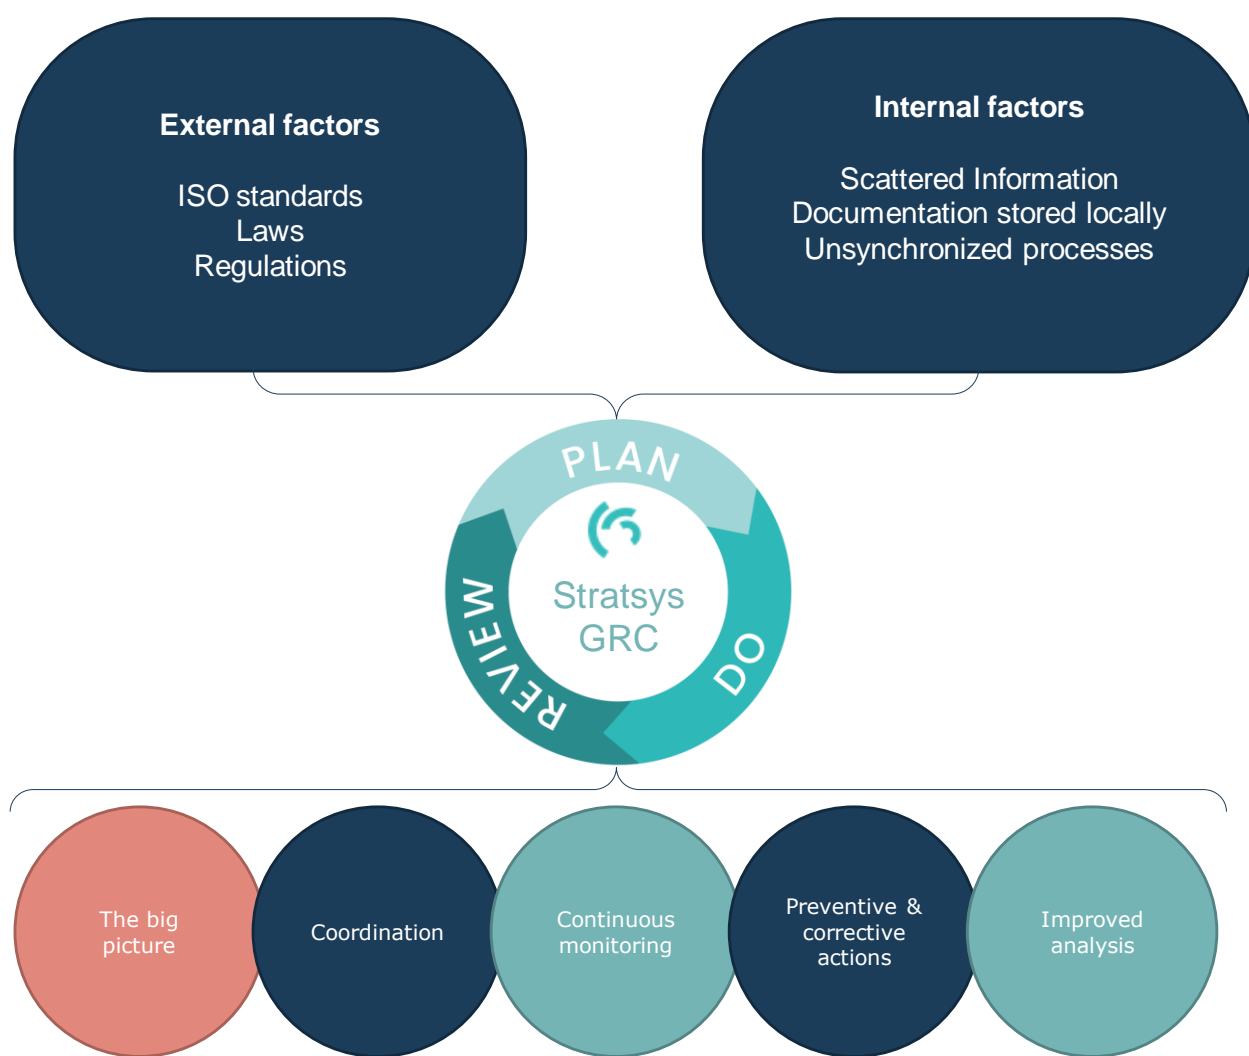 External factors
ISO standards
Laws
Regulations
Internal factors
Scattered Information
Documentation stored locally
Unsynchronized processes
PLAN
DO
REVIEW
Stratsys
GRC
The big
picture
Coordination
Continuous
monitoring
Preventive &
corrective
actions
Improved
analysis